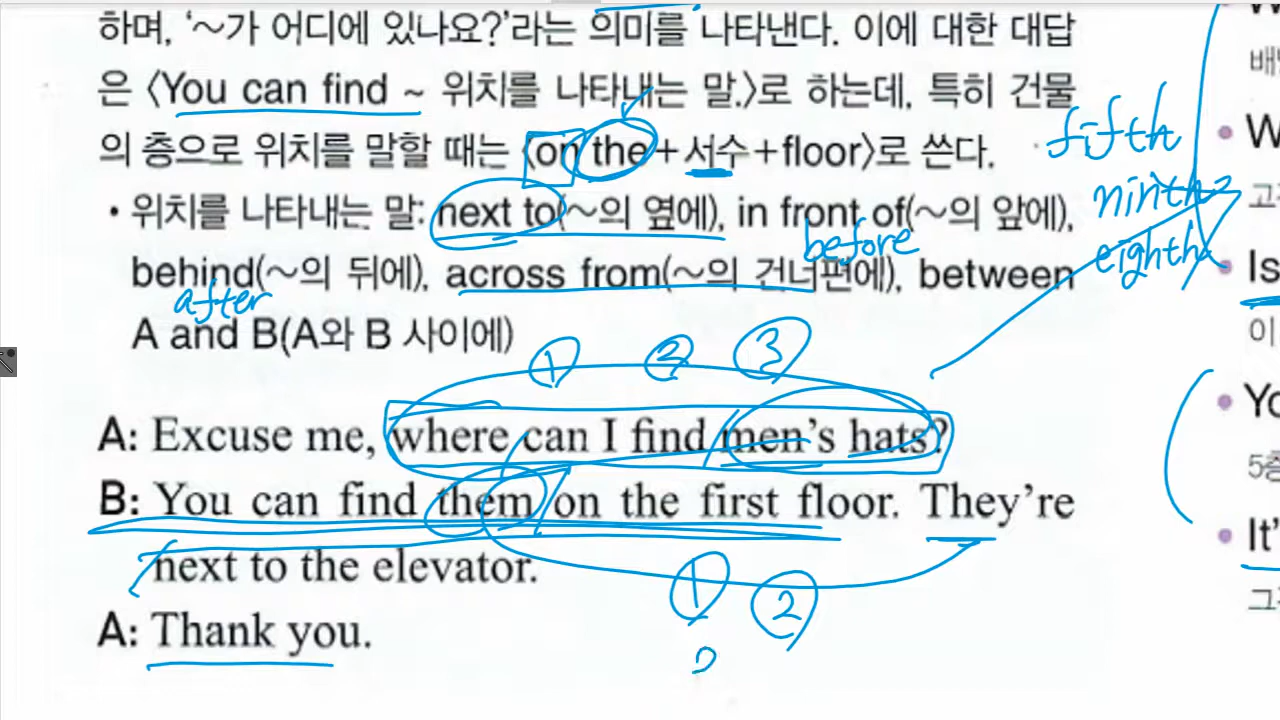 하며, '~가 어디에 있나요?'라는 의미를 나타낸다. 이에 대한 대답
은 〈You can find ~ 위치를 나타내는 말.〉로 하는데, 특히 건물
의 층으로 위치를 말할 때는 〈on the+서수+floor〉로 쓴다.
fifth
• 위치를 나타내는 말: next to(~의 옆에), in front of(~의 앞에),
ninth
before
behind(~의 뒤에), across from(~의 건너편에), between
eighth
after
A and B(A와 B 사이에)
① ② ③
A: Excuse me, where can I find men's hats?
B: You can find them on the first floor. They're
next to the elevator.
① ②
A: Thank you.
배
• W
고
• Is
이
• Yo
5층
• It'
그